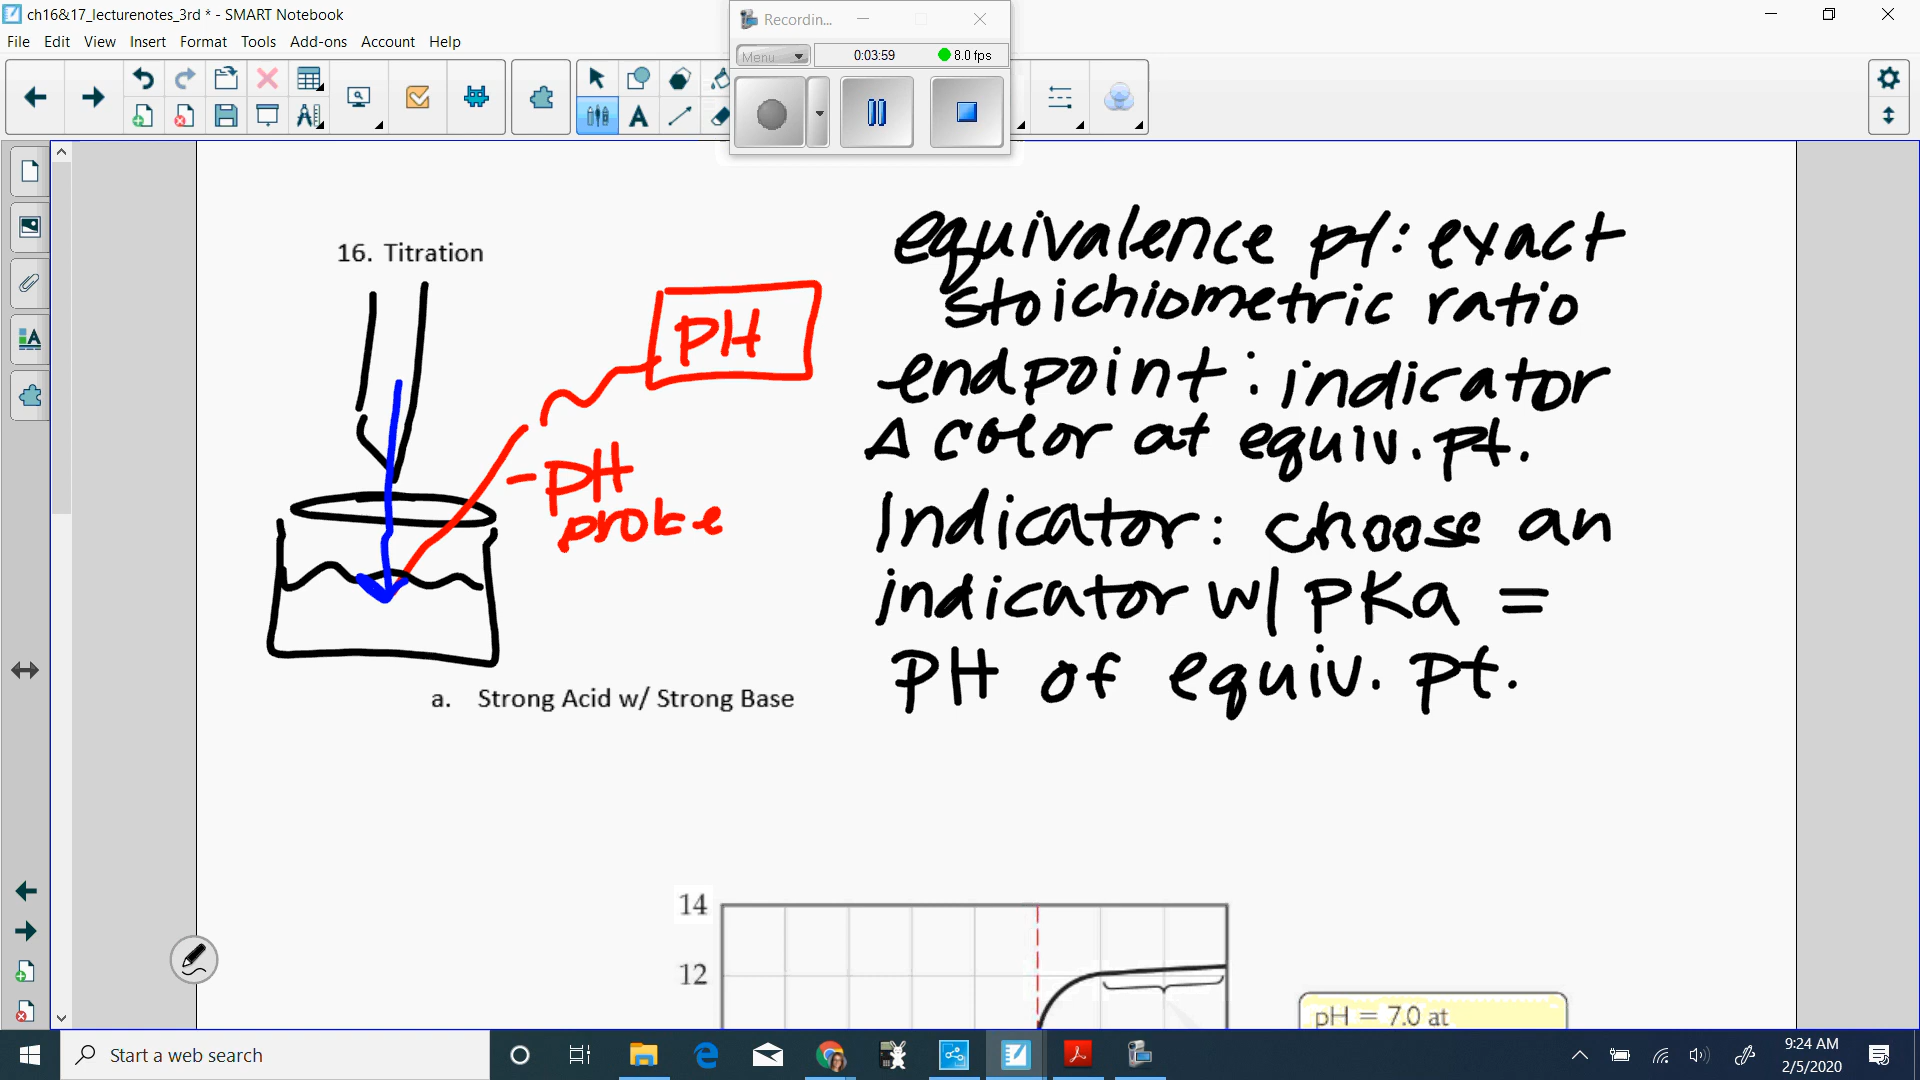 ch16&17_lecturenotes_3rd * - SMART Notebook
File Edit View Insert Format Tools Add-ons Account Help
Recordin...
Menu
0:03:59
8.0 fps
16. Titration
PH
-PH
probe
equivalence pt: exact
stoichiometric ratio
endpoint: indicator
Δ color at equiv. pt.
Indicator: choose an
indicator w/ pKa =
PH of equiv. pt.
a. Strong Acid w/ Strong Base
14
12
pH = 7.0 at
Start a web search
9:24 AM
2/5/2020